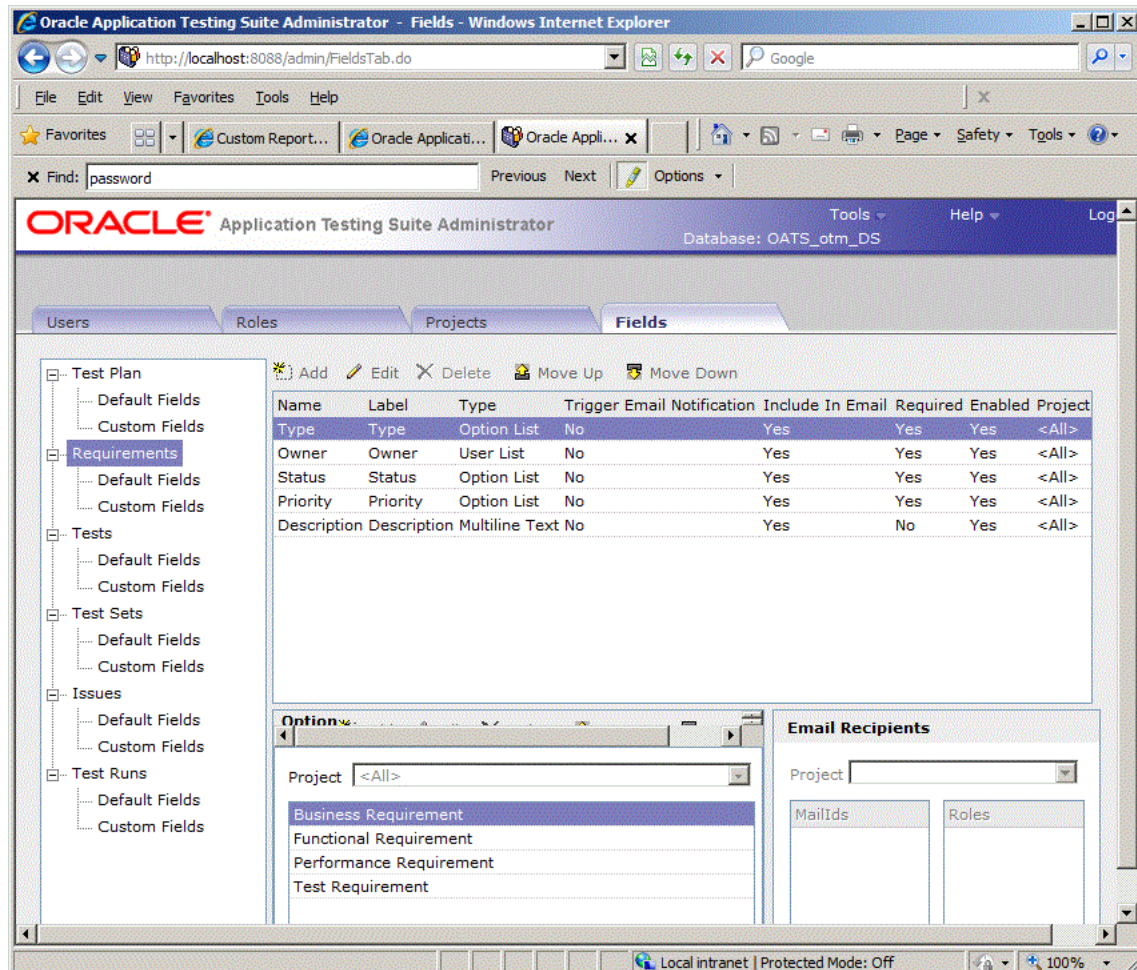 Oracle Application Testing Suite Administrator - Fields - Windows Internet Explorer
http://localhost:8088/admin/FieldsTab.do Google
File Edit View Favorites Tools Help
Favorites Custom Report... Oracle Applicati... Oracle Appli... Page Safety Tools
Find: password Previous Next Options
ORACLE Application Testing Suite Administrator Tools Help Log
Database: OATS_otm_DS
Users Roles Projects Fields
Test Plan
Default Fields
Custom Fields
Requirements
Default Fields
Custom Fields
Tests
Default Fields
Custom Fields
Test Sets
Default Fields
Custom Fields
Issues
Default Fields
Custom Fields
Test Runs
Default Fields
Custom Fields
Add Edit Delete Move Up Move Down
Name Label Type Trigger Email Notification Include In Email Required Enabled Project
Type Type Option List No Yes Yes Yes <All>
Owner Owner User List No Yes Yes Yes <All>
Status Status Option List No Yes Yes Yes <All>
Priority Priority Option List No Yes Yes Yes <All>
Description Description Multiline Text No Yes No Yes <All>
Option
Project <All>
Business Requirement
Functional Requirement
Performance Requirement
Test Requirement
Email Recipients
Project
MailIds Roles
Local intranet | Protected Mode: Off 100%